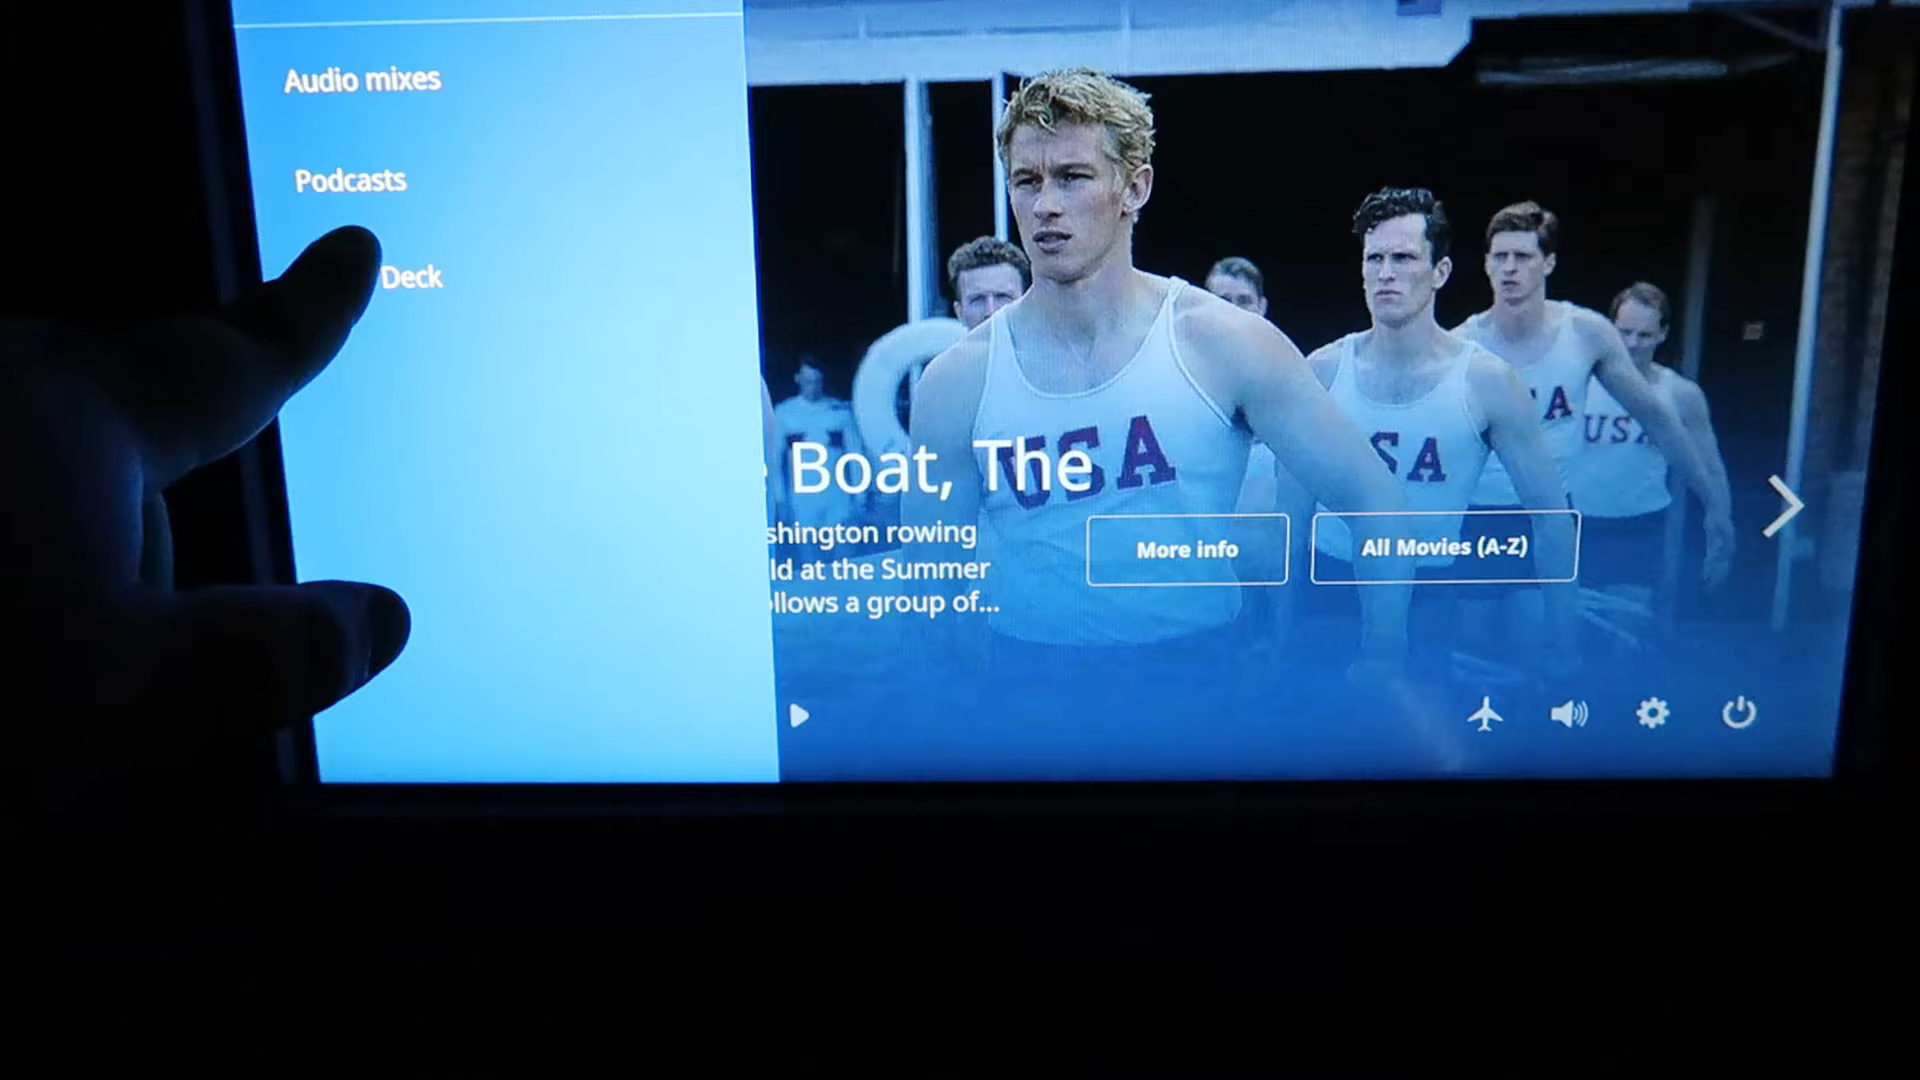 Audio mixes
Podcasts
Deck
Boat, The
shington rowing
ld at the Summer
llows a group of...
More info
All Movies (A-Z)
USA
SA
A
USA